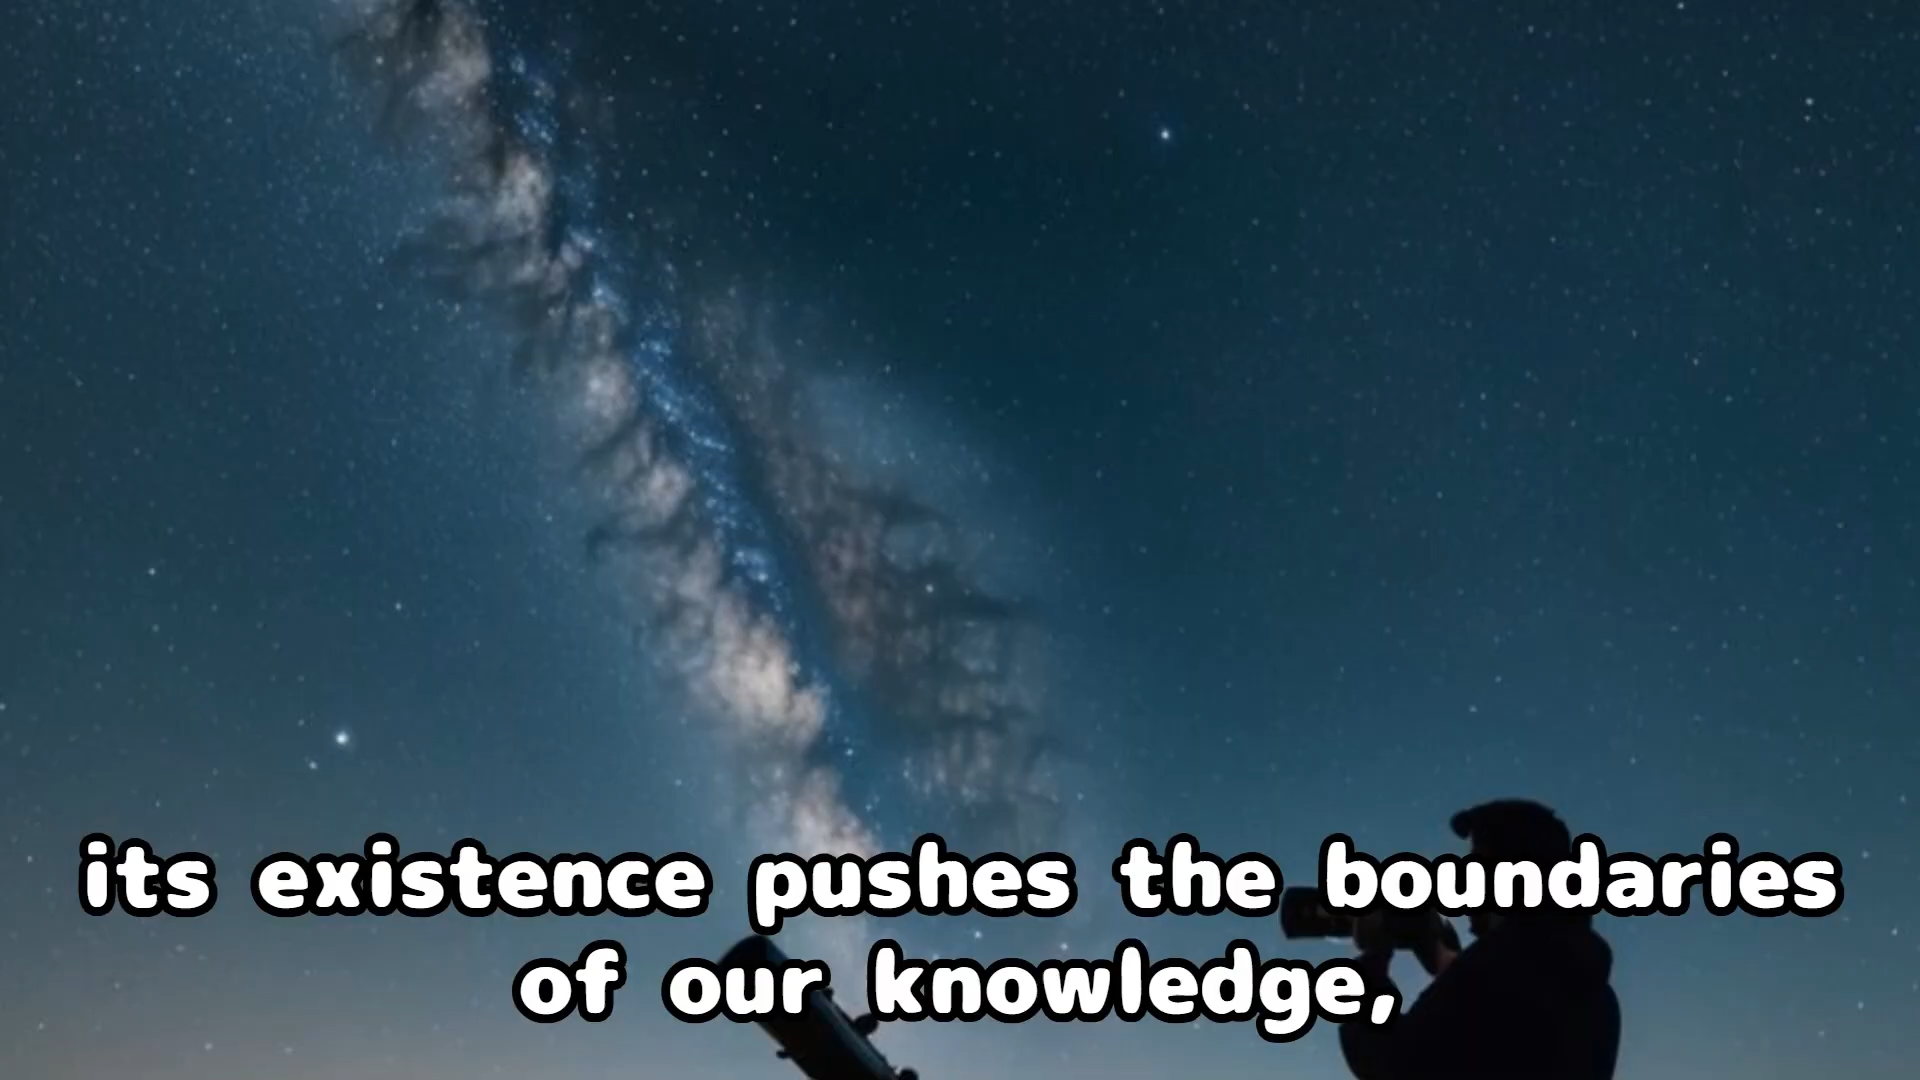 its existence pushes the boundaries
of our knowledge,